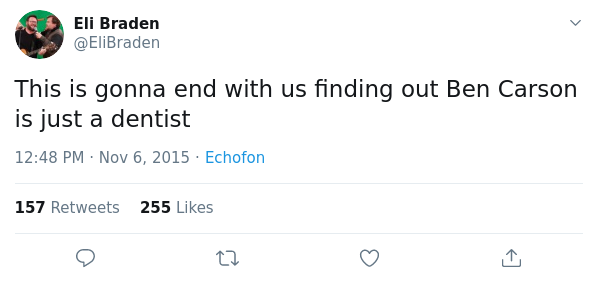 Eli Braden
@EliBraden
This is gonna end with us finding out Ben Carson
is just a dentist
12:48 PM · Nov 6, 2015 · Echofon
157 Retweets 255 Likes